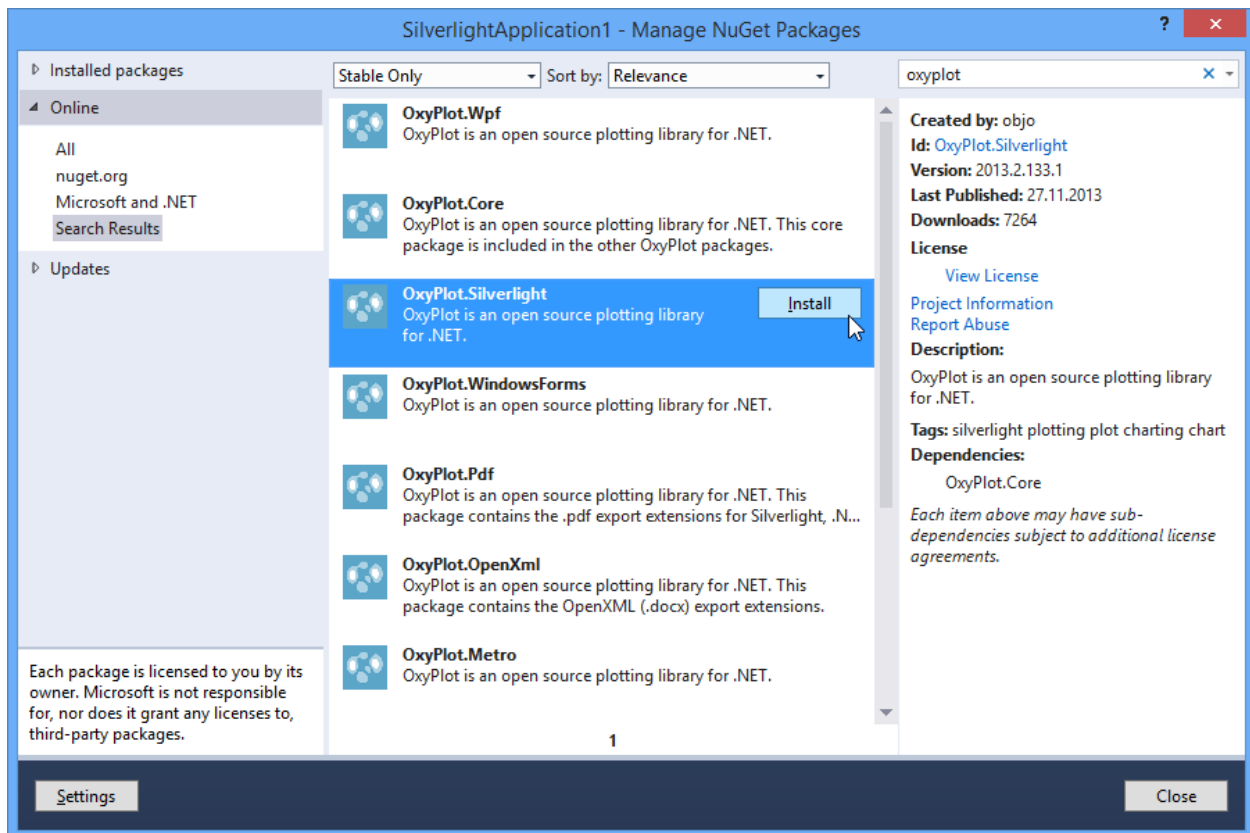 SilverlightApplication1 - Manage NuGet Packages
?
Installed packages
Online
All
nuget.org
Microsoft and .NET
Search Results
Updates
Each package is licensed to you by its
owner. Microsoft is not responsible
for, nor does it grant any licenses to,
third-party packages.
Stable Only
Sort by:
Relevance
OxyPlot.Wpf
OxyPlot is an open source plotting library for .NET.
OxyPlot.Core
OxyPlot is an open source plotting library for .NET. This core
package is included in the other OxyPlot packages.
OxyPlot.Silverlight
OxyPlot is an open source plotting library
for .NET.
Install
OxyPlot.WindowsForms
OxyPlot is an open source plotting library for .NET.
OxyPlot.Pdf
OxyPlot is an open source plotting library for .NET. This
package contains the .pdf export extensions for Silverlight, .N...
OxyPlot.OpenXml
OxyPlot is an open source plotting library for .NET. This
package contains the OpenXML (.docx) export extensions.
OxyPlot.Metro
OxyPlot is an open source plotting library for .NET.
1
oxyplot
Created by: objo
Id: OxyPlot.Silverlight
Version: 2013.2.133.1
Last Published: 27.11.2013
Downloads: 7264
License
View License
Project Information
Report Abuse
Description:
OxyPlot is an open source plotting library
for .NET.
Tags: silverlight plotting plot charting chart
Dependencies:
OxyPlot.Core
Each item above may have sub-
dependencies subject to additional license
agreements.
Settings
Close